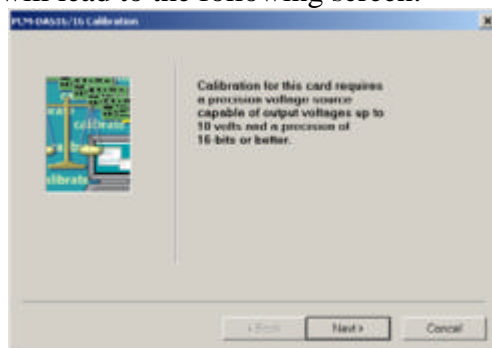 will lead to the following screen.
PCM-DAS16/16 Calibration
calibrate
Calibration for this card requires
a precision voltage source
capable of output voltages up to
10 volts and a precision of
16-bits or better.
< Back Next > Cancel